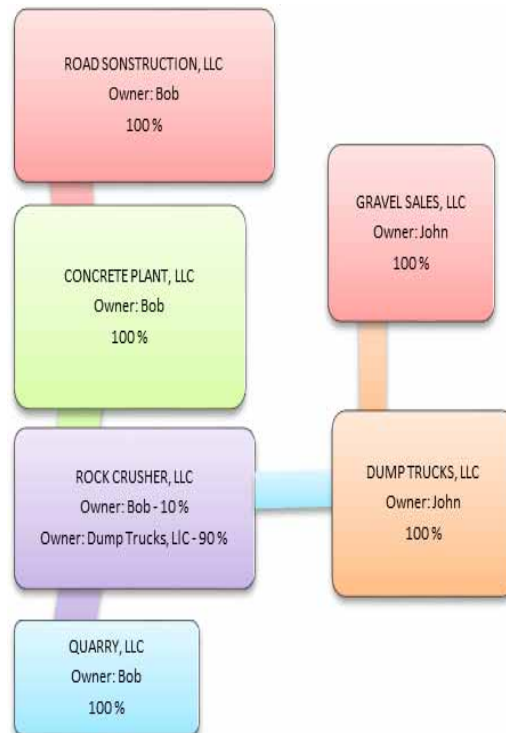 ROAD SONSTRUCTION, LLC
Owner: Bob
100 %
GRAVEL SALES, LLC
Owner: John
100 %
CONCRETE PLANT, LLC
Owner: Bob
100 %
ROCK CRUSHER, LLC
Owner: Bob - 10 %
Owner: Dump Trucks, LlC - 90 %
DUMP TRUCKS, LLC
Owner: John
100 %
QUARRY, LLC
Owner: Bob
100 %